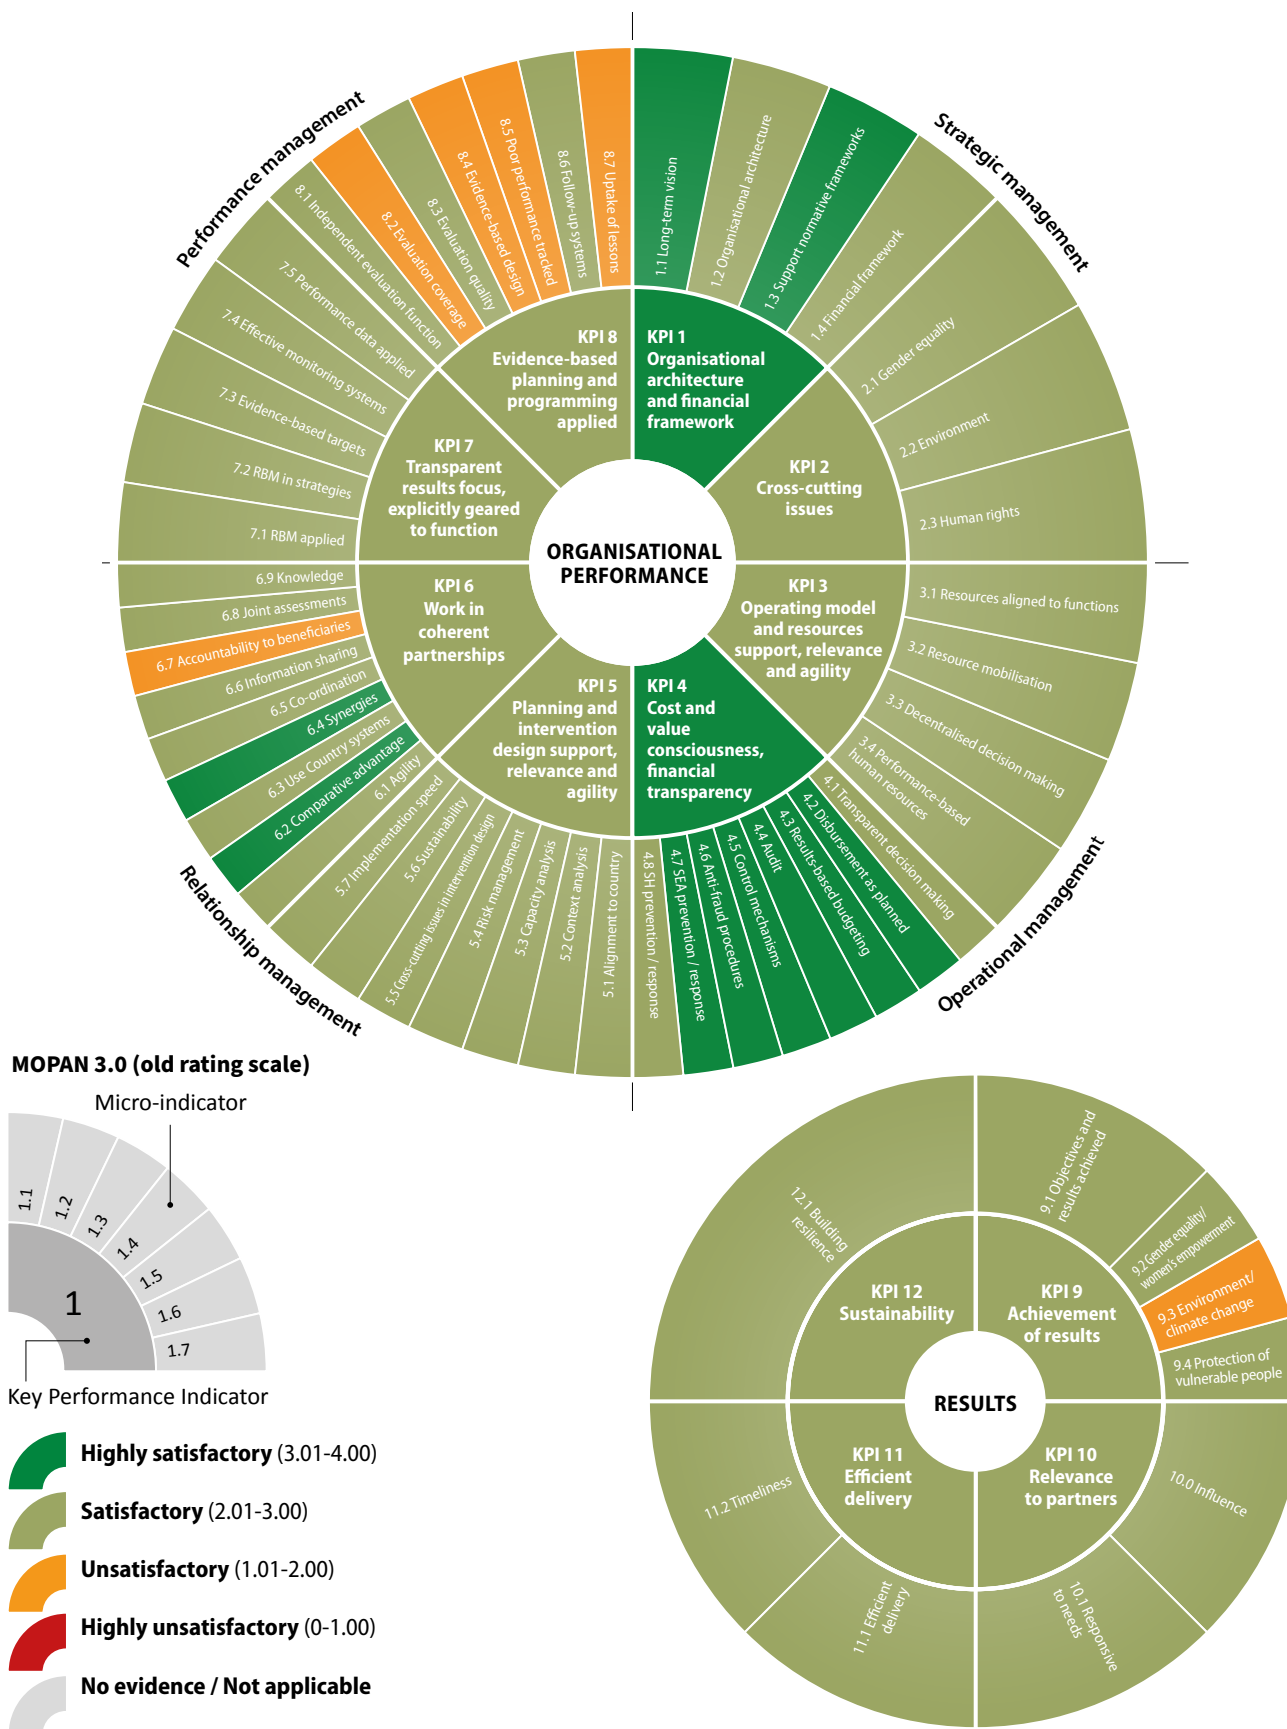 Performance management
Strategic management
Operational management
Relationship management
ORGANISATIONAL
PERFORMANCE
KPI 1
Organisational
architecture
and financial
framework
1.1 Long-term vision
1.2 Organisational architecture
1.3 Support normative frameworks
1.4 Financial framework
KPI 2
Cross-cutting
issues
2.1 Gender equality
2.2 Environment
2.3 Human rights
KPI 3
Operating model
and resources
support, relevance
and agility
3.1 Resources aligned to functions
3.2 Resource mobilisation
3.3 Decentralised decision making
3.4 Performance-based
human resources
KPI 4
Cost and
value
consciousness,
financial
transparency
4.1 Transparent decision making
4.2 Disbursement as planned
4.3 Results-based budgeting
4.4 Audit
4.5 Control mechanisms
4.6 Anti-fraud procedures
4.7 SEA prevention / response
4.8 SH prevention / response
KPI 5
Planning and
intervention
design support,
relevance and
agility
5.1 Alignment to country
5.2 Context analysis
5.3 Capacity analysis
5.4 Risk management
5.5 Cross-cutting issues in intervention design
5.6 Sustainability
5.7 Implementation speed
KPI 6
Work in
coherent
partnerships
6.1 Agility
6.2 Comparative advantage
6.3 Use Country systems
6.4 Synergies
6.5 Co-ordination
6.6 Information sharing
6.7 Accountability to beneficiaries
6.8 Joint assessments
6.9 Knowledge
KPI 7
Transparent
results focus,
explicitly geared
to function
7.1 RBM applied
7.2 RBM in strategies
7.3 Evidence-based targets
7.4 Effective monitoring systems
7.5 Performance data applied
KPI 8
Evidence-based
planning and
programming
applied
8.1 Independent evaluation function
8.2 Evaluation coverage
8.3 Evaluation quality
8.4 Evidence-based design
8.5 Poor performance tracked
8.6 Follow-up systems
8.7 Uptake of lessons
MOPAN 3.0 (old rating scale)
Micro-indicator
1.1
1.2
1.3
1.4
1.5
1.6
1.7
1
Key Performance Indicator
Highly satisfactory (3.01-4.00)
Satisfactory (2.01-3.00)
Unsatisfactory (1.01-2.00)
Highly unsatisfactory (0-1.00)
No evidence / Not applicable
RESULTS
KPI 9
Achievement
of results
9.1 Objectives and
results achieved
9.2 Gender equality/
women's empowerment
9.3 Environment/
climate change
9.4 Protection of
vulnerable people
KPI 10
Relevance
to partners
10.0 Influence
10.1 Responsive
to needs
KPI 11
Efficient
delivery
11.1 Efficient
delivery
11.2 Timeliness
KPI 12
Sustainability
12.1 Building
resilience